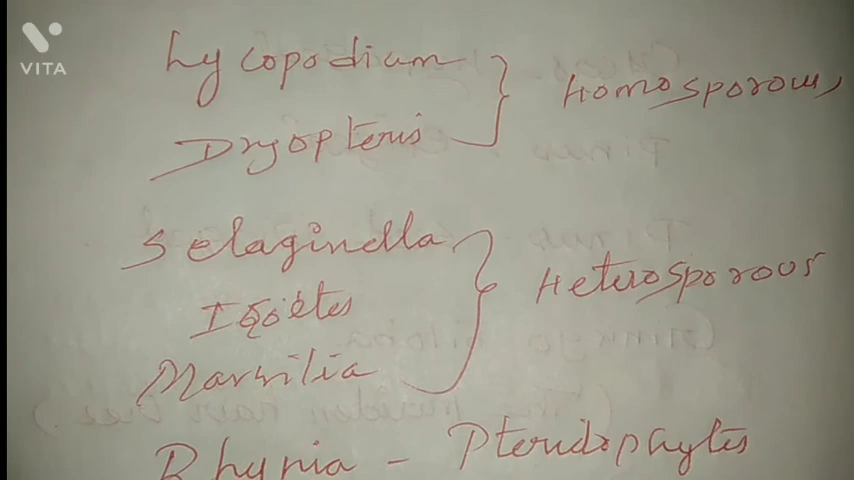 VITA
Lycopodium } Homosporous,
Dryopteris
Selaginella
Isoetes } Heterosporous
Marsilia
Rhynia - Pteridophytes